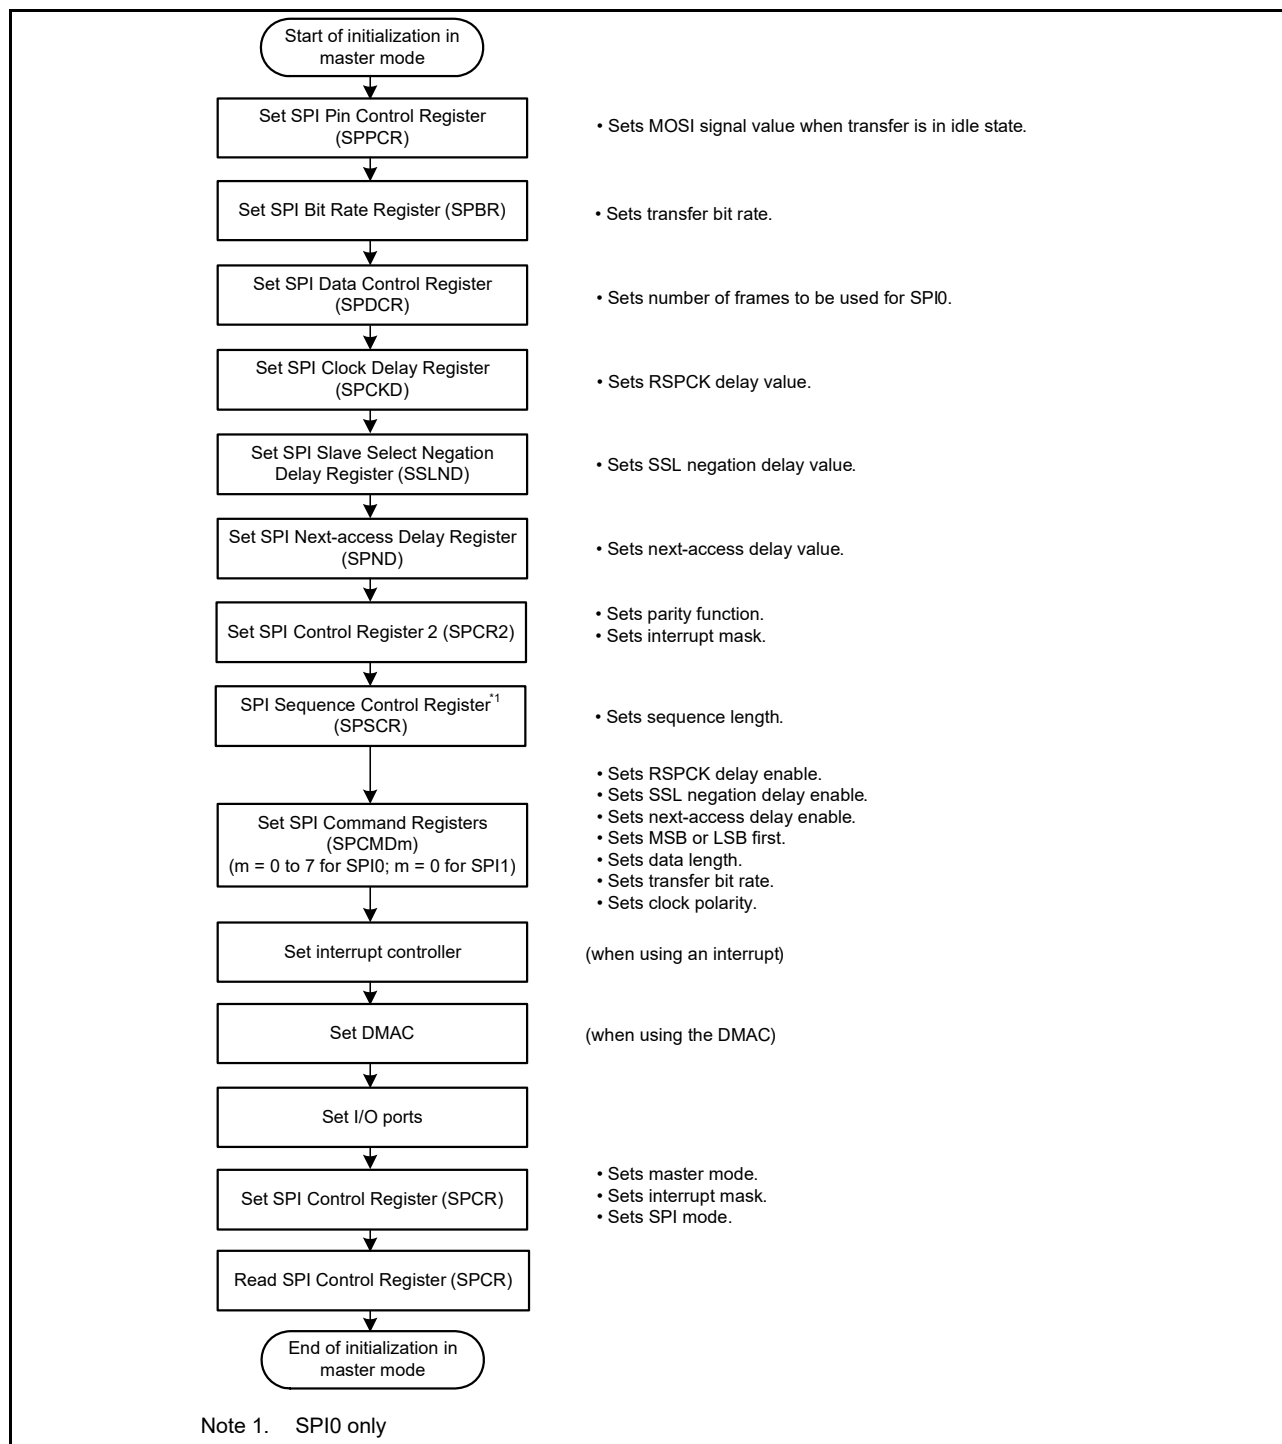 Start of initialization in
master mode
Set SPI Pin Control Register
(SPPCR)
• Sets MOSI signal value when transfer is in idle state.
Set SPI Bit Rate Register (SPBR)
• Sets transfer bit rate.
Set SPI Data Control Register
(SPDCR)
• Sets number of frames to be used for SPI0.
Set SPI Clock Delay Register
(SPCKD)
• Sets RSPCK delay value.
Set SPI Slave Select Negation
Delay Register (SSLND)
• Sets SSL negation delay value.
Set SPI Next-access Delay Register
(SPND)
• Sets next-access delay value.
Set SPI Control Register 2 (SPCR2)
• Sets parity function.
• Sets interrupt mask.
SPI Sequence Control Register*1
(SPSCR)
• Sets sequence length.
Set SPI Command Registers
(SPCMDm)
(m = 0 to 7 for SPI0; m = 0 for SPI1)
• Sets RSPCK delay enable.
• Sets SSL negation delay enable.
• Sets next-access delay enable.
• Sets MSB or LSB first.
• Sets data length.
• Sets transfer bit rate.
• Sets clock polarity.
Set interrupt controller
(when using an interrupt)
Set DMAC
(when using the DMAC)
Set I/O ports
Set SPI Control Register (SPCR)
• Sets master mode.
• Sets interrupt mask.
• Sets SPI mode.
Read SPI Control Register (SPCR)
End of initialization in
master mode
Note 1. SPI0 only